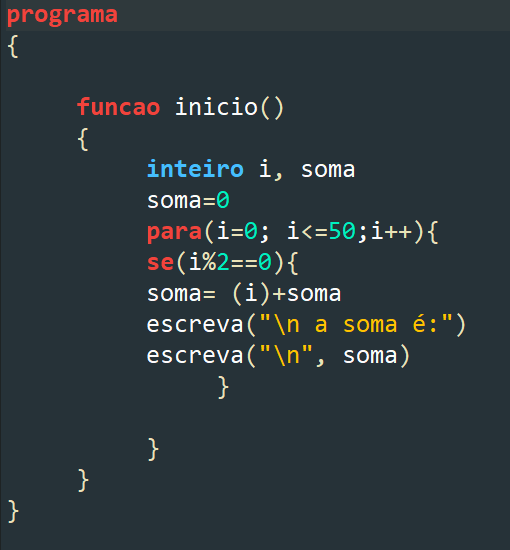 programa
{
funcao inicio()
{
inteiro i, soma
soma=0
para(i=0; i<=50;i++){
se(i%2==0){
soma= (i)+soma
escreva("\n a soma é:")
escreva("\n", soma)
}
}
}
}